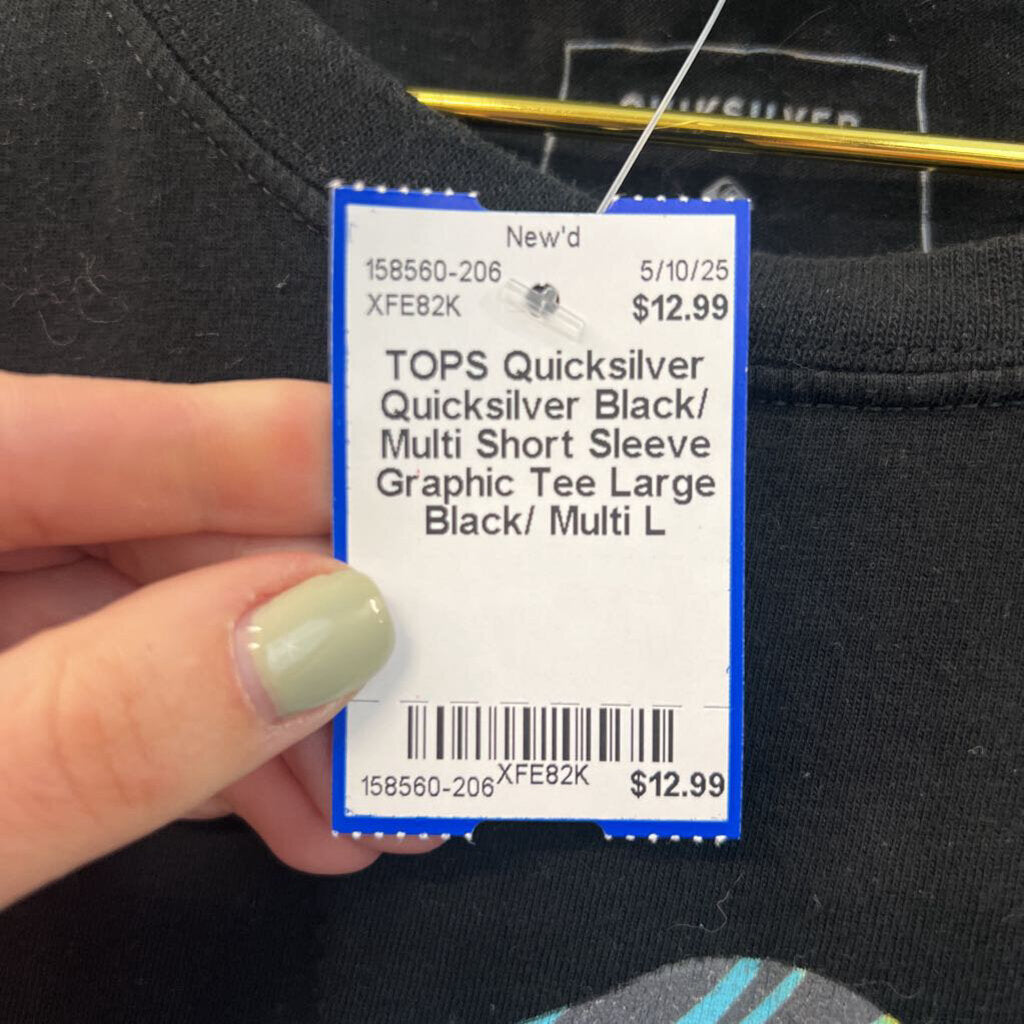 QUIKSILVER
New'd
158560-206 5/10/25
XFE82K $12.99
TOPS Quicksilver
Quicksilver Black/
Multi Short Sleeve
Graphic Tee Large
Black/ Multi L
158560-206 XFE82K $12.99